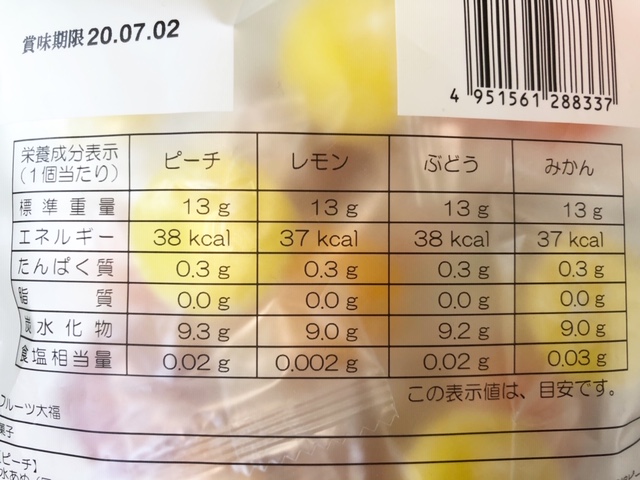 賞味期限 20.07.02
4 951561 288337
栄養成分表示
(1個当たり) ピーチ レモン ぶどう みかん
標準重量 13g 13g 13g 13g
エネルギー 38 kcal 37 kcal 38 kcal 37 kcal
たんぱく質 0.3g 0.3g 0.3g 0.3g
脂質 0.0g 0.0g 0.0g 0.0g
炭水化物 9.3g 9.0g 9.2g 9.0g
食塩相当量 0.02g 0.002g 0.02g 0.03g
この表示値は、目安です。
フルーツ大福
菓子
ピーチ】
水あめ